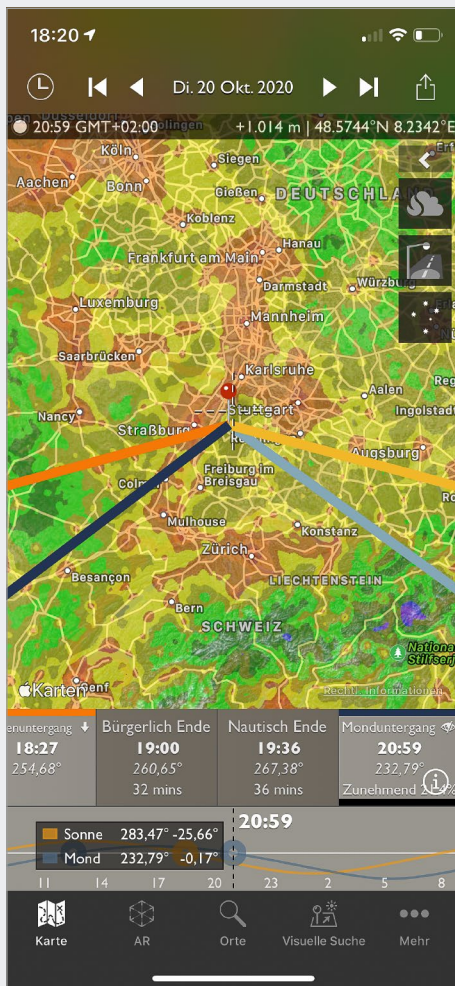 18:20
Di. 20 Okt. 2020
20:59 GMT+02:00 +1.014 m | 48.5744°N 8.2342°E
Köln
Siegen
Aachen
Bonn
Gießen
DEUTSCHLAND
Koblenz
Hanau
Frankfurt am Main
Darmstadt
Würzburg
Luxemburg
Mannheim
Saarbrücken
Karlsruhe
Aalen
Nancy
Stuttgart
Ingolstadt
Straßburg
Augsburg
Freiburg im
Breisgau
Mulhouse
Konstanz
Zürich
Besançon
LIECHTENSTEIN
Bern
SCHWEIZ
National
Stilfserj
Karten
Genf
Rechtl. Informationen
enuntergang
18:27
254,68°
Bürgerlich Ende
19:00
260,65°
32 mins
Nautisch Ende
19:36
267,38°
36 mins
Monduntergang
20:59
232,79°
Zunehmend
20:59
Sonne 283,47° -25,66°
Mond 232,79° -0,17°
11 14 17 20 23 2 5 8
Karte
AR
Orte
Visuelle Suche
Mehr